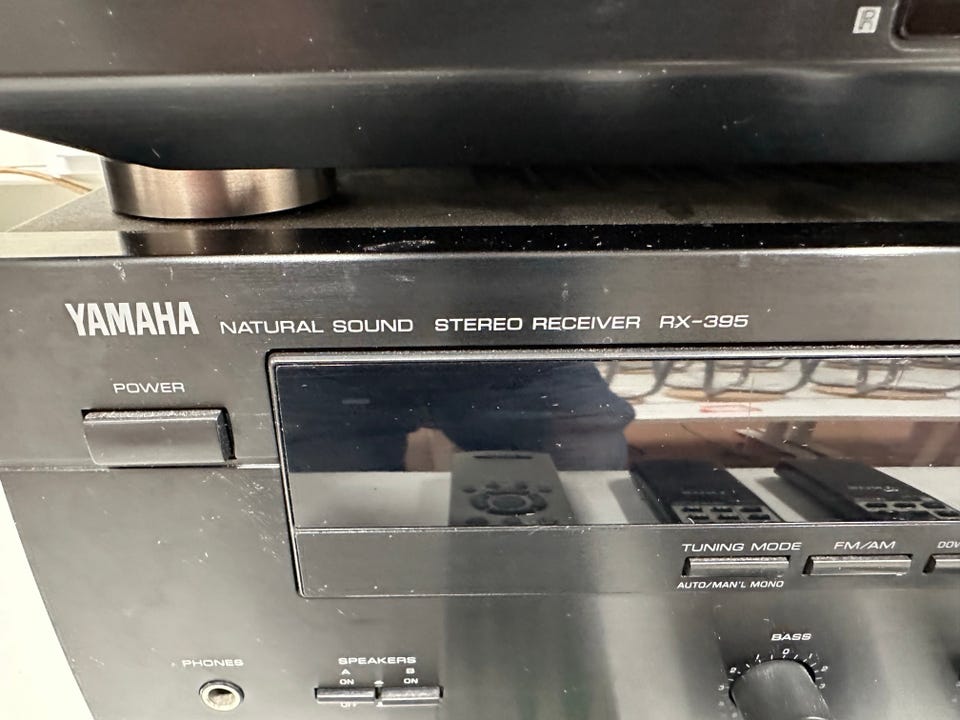 R
YAMAHA NATURAL SOUND STEREO RECEIVER RX-395
POWER
TUNING MODE FM/AM
AUTO/MAN'L MONO
BASS
PHONES SPEAKERS
A B
ON ON
0